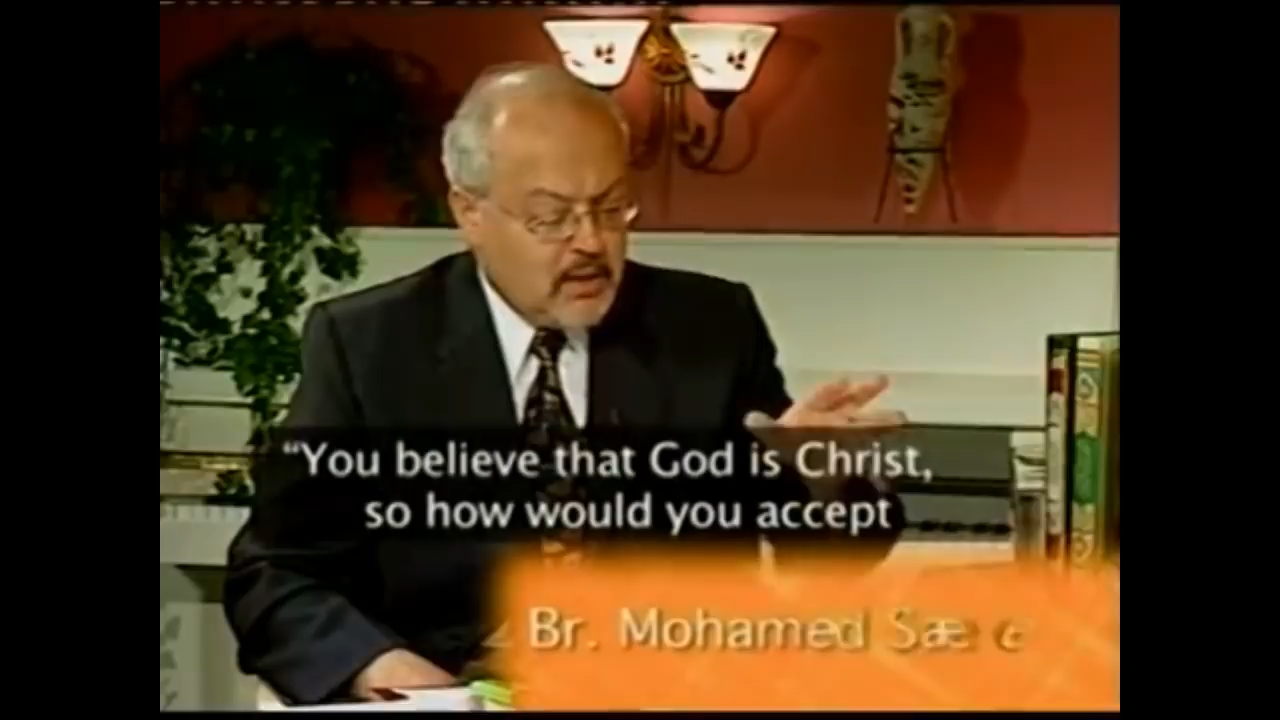 “You believe that God is Christ,
so how would you accept
Br. Mohamed